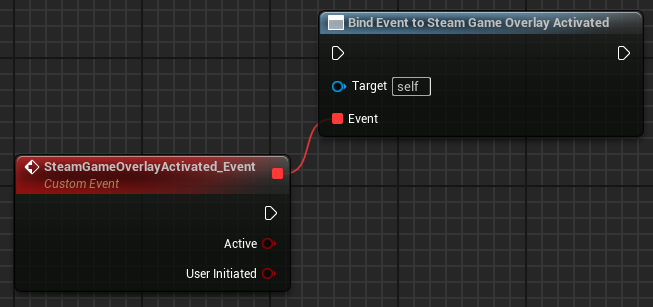 Bind Event to Steam Game Overlay Activated
Target self
Event
SteamGameOverlayActivated_Event
Custom Event
Active
User Initiated